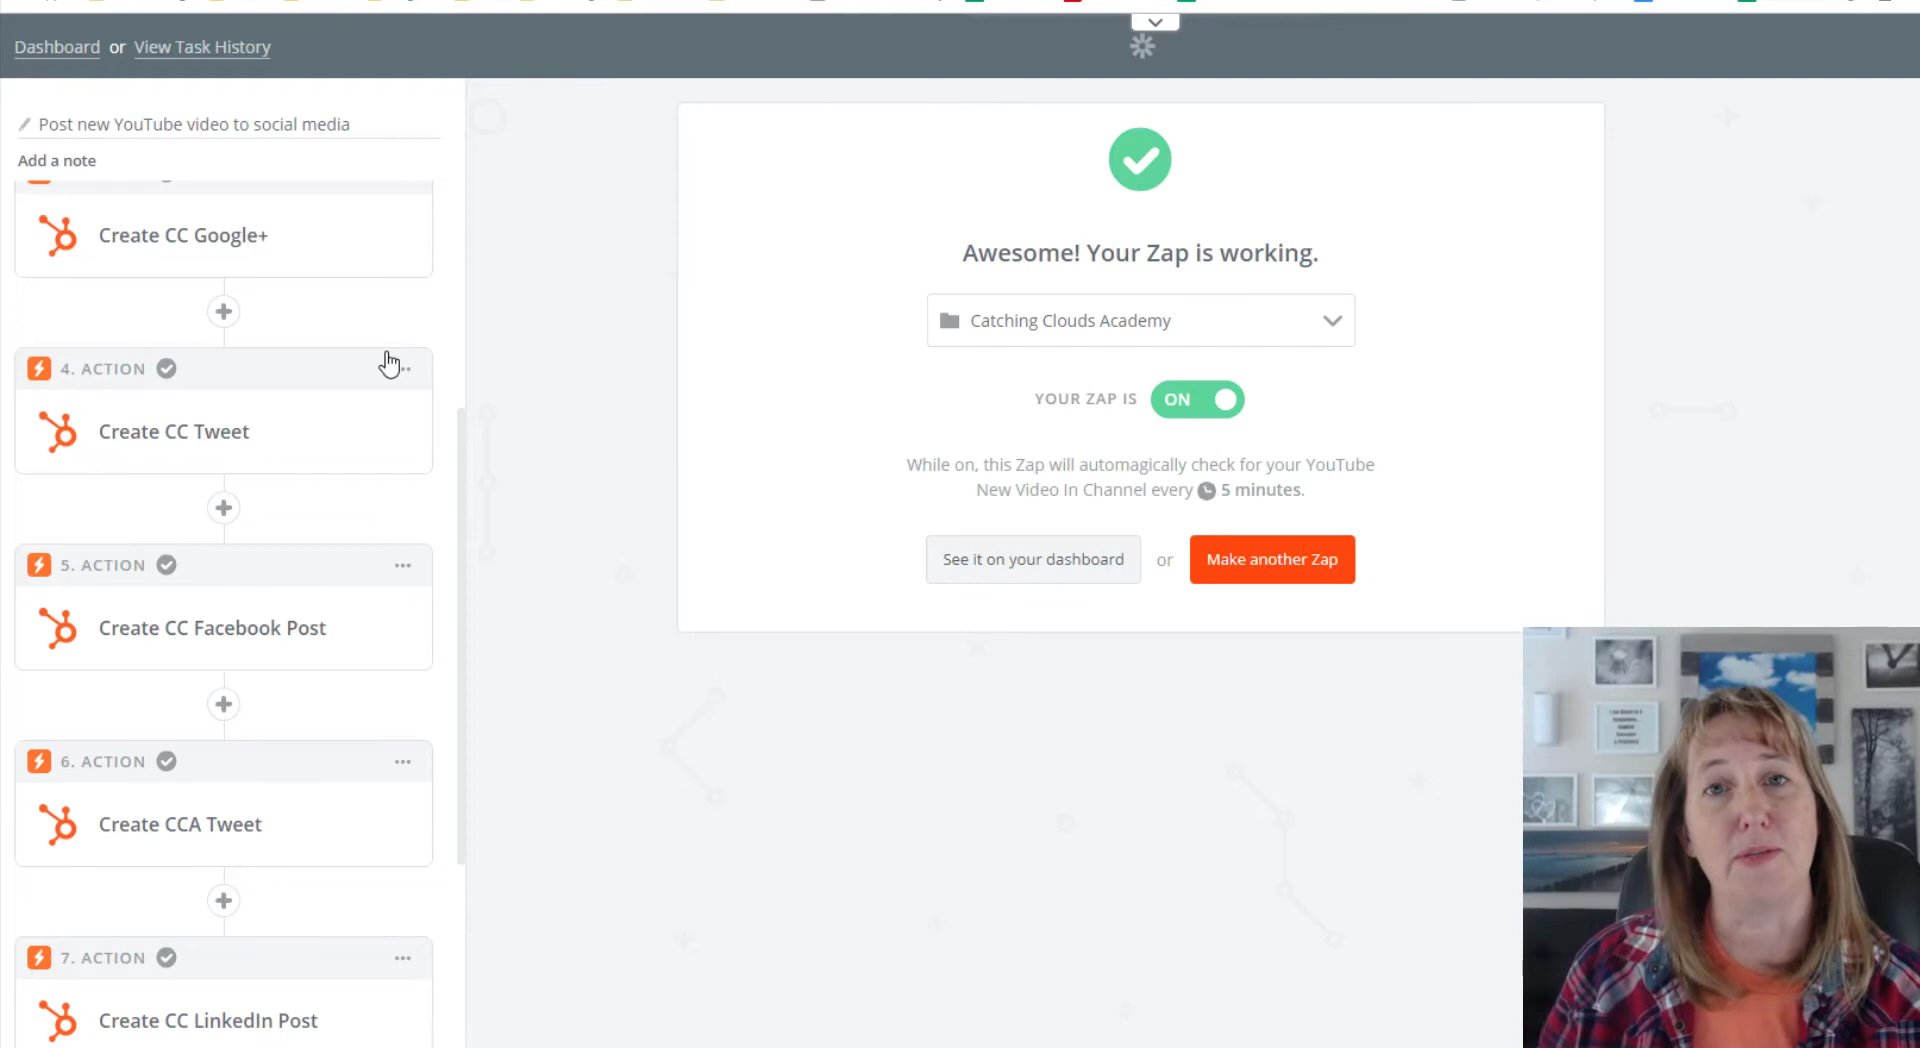 Dashboard or View Task History
Post new YouTube video to social media
Add a note
Create CC Google+
4. ACTION
Create CC Tweet
5. ACTION
Create CC Facebook Post
6. ACTION
Create CCA Tweet
7. ACTION
Create CC LinkedIn Post
Awesome! Your Zap is working.
Catching Clouds Academy
YOUR ZAP IS ON
While on, this Zap will automagically check for your YouTube
New Video In Channel every 5 minutes.
See it on your dashboard or Make another Zap